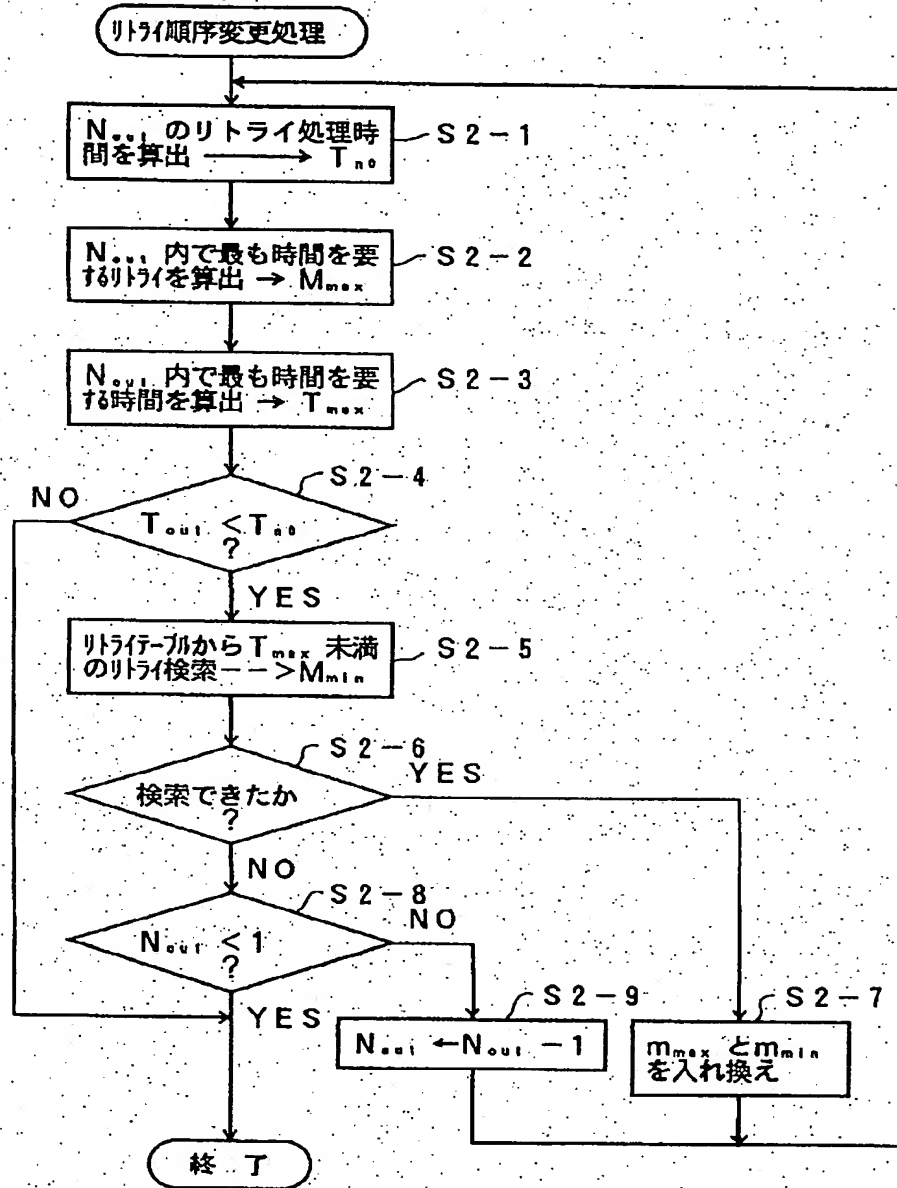 リトライ順序変更処理
Nout のリトライ処理時
間を算出 → Tno
S2-1
Nout 内で最も時間を要
するリトライを算出 → Mmax
S2-2
Nout 内で最も時間を要
する時間を算出 → Tmax
S2-3
S2-4
NO
Tout < Tno
?
YES
リトライテーブルから Tmax 未満
のリトライ検索-->Mmin
S2-5
S2-6
YES
検索できたか
?
NO
S2-8
NO
Nout < 1
?
YES
S2-9
Nout ←Nout -1
S2-7
mmax とmmin
を入れ換え
終了